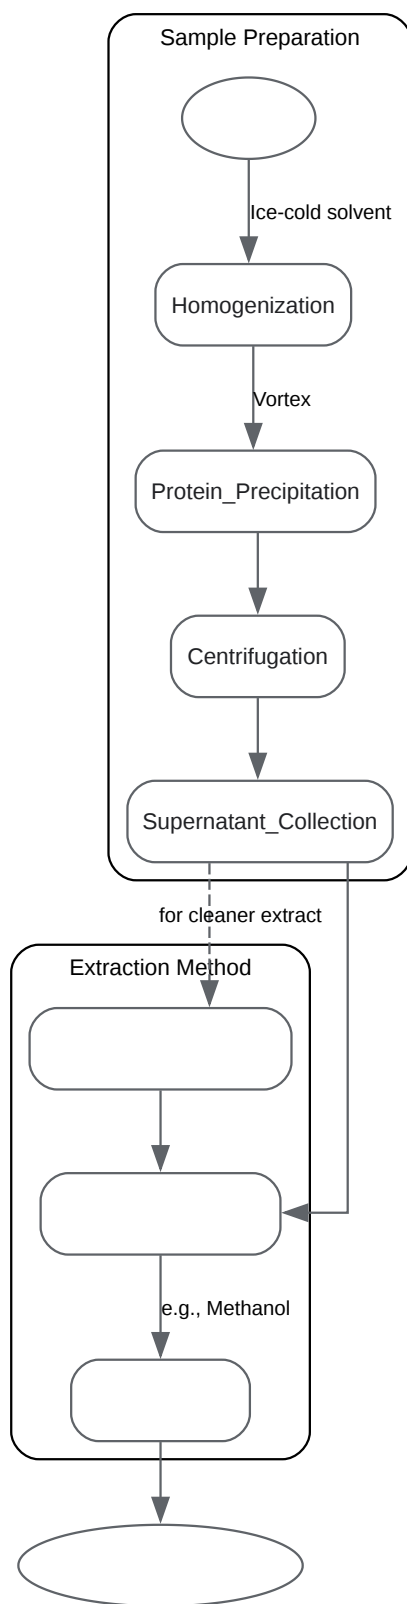 Sample Preparation
Ice-cold solvent
Homogenization
Vortex
Protein_Precipitation
Centrifugation
Supernatant_Collection
for cleaner extract
Extraction Method
e.g., Methanol